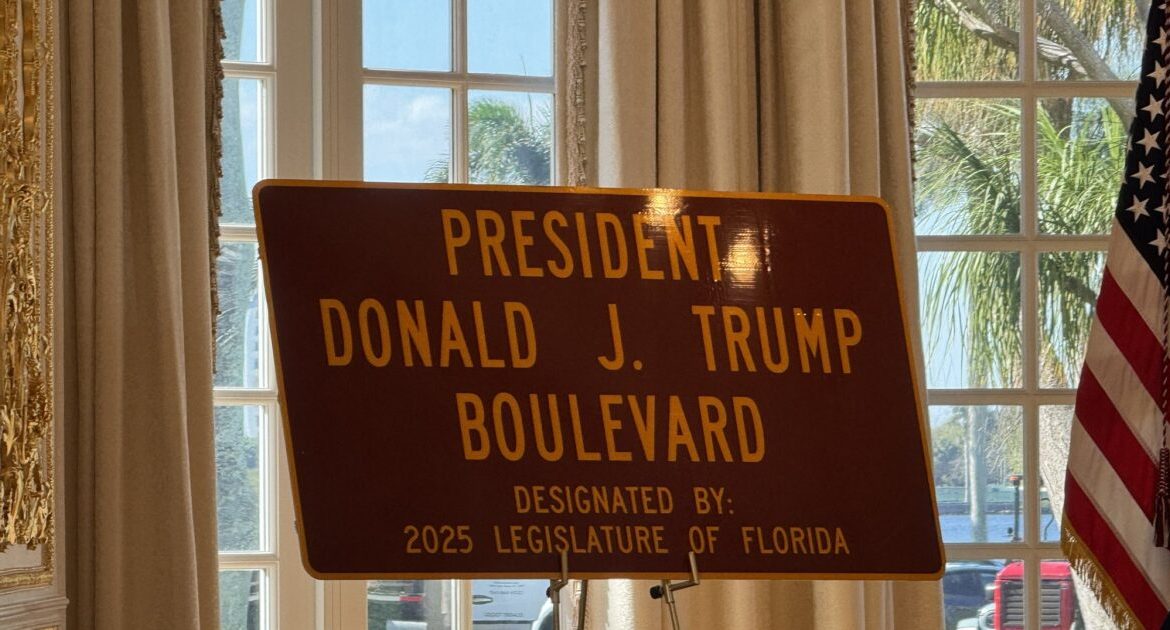 PRESIDENT
DONALD J. TRUMP
BOULEVARD
DESIGNATED BY:
2025 LEGISLATURE OF FLORIDA